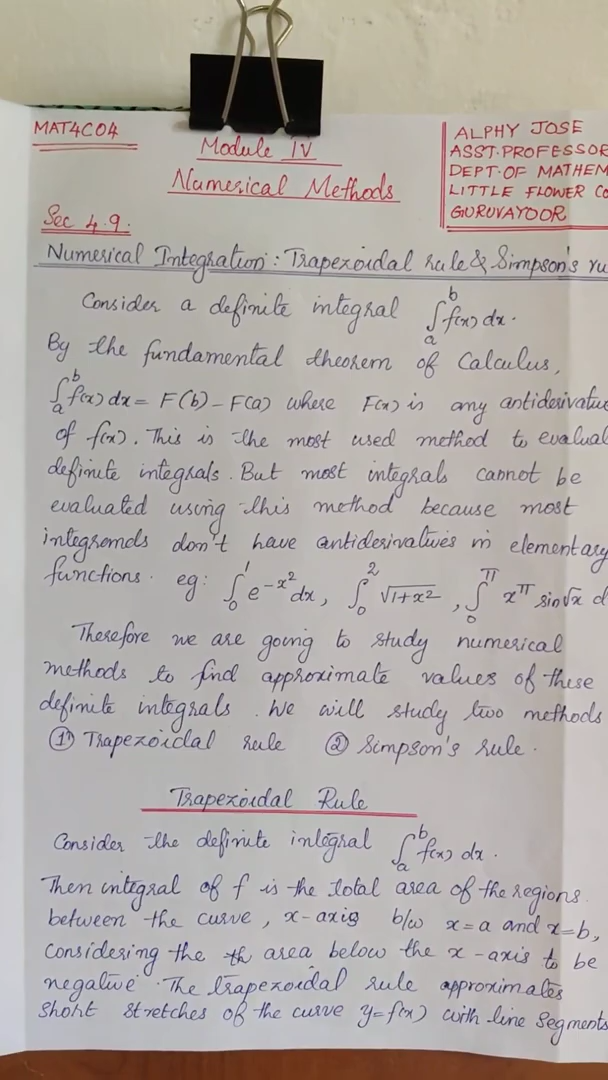 MAT4C04
Module IV
Numerical Methods
ALPHY JOSE
ASST.PROFESSOR
DEPT.OF MATHEM
LITTLE FLOWER CO
GURUVAYOOR
Sec 4.9.
Numerical Integration: Trapezoidal rule & Simpson's ru
Consider a definite integral ∫_a^b f(x) dx.
By the fundamental theorem of Calculus,
∫_a^b f(x) dx = F(b) - F(a) where F(x) is any antiderivative
of f(x). This is the most used method to evalua
definite integrals. But most integrals cannot be
evaluated using this method because most
integrands don't have antiderivatives in elementary
functions. eg: ∫_0^1 e^{-x^2} dx, ∫_0^2 √(1+x^2), ∫_0^π x^π sin√x d
Therefore we are going to study numerical
methods to find approximate values of these
definite integrals. We will study two methods
① Trapezoidal rule ② Simpson's rule.
Trapezoidal Rule
Consider the definite integral ∫_a^b f(x) dx.
Then integral of f is the total area of the regions
between the curve, x-axis b/w x=a and x=b,
considering the th area below the x-axis to be
negative. The trapezoidal rule approximates
short stretches of the curve y=f(x) with line segments